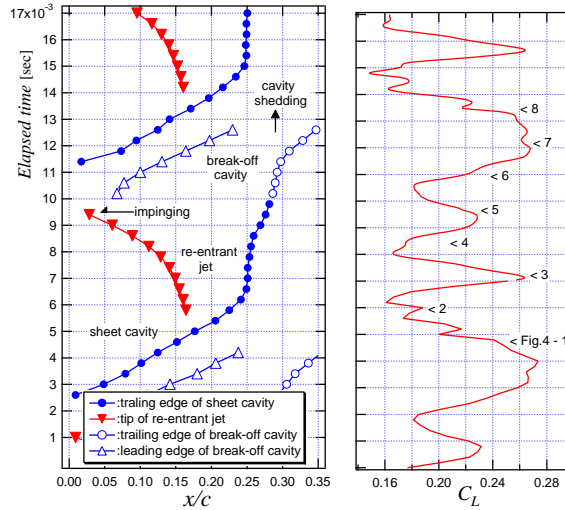 17x10-3
16
15
14
13
12
11
10
9
8
7
6
5
4
3
2
1
Elapsed time [sec]
cavity
shedding
break-off
cavity
impinging
re-entrant
jet
sheet cavity
:trailing edge of sheet cavity
:tip of re-entrant jet
:trailing edge of break-off cavity
:leading edge of break-off cavity
0.00 0.05 0.10 0.15 0.20 0.25 0.30 0.35
x/c
< 8
< 7
< 6
< 5
< 4
< 3
< 2
< Fig.4 - 1
0.16 0.20 0.24 0.28
CL